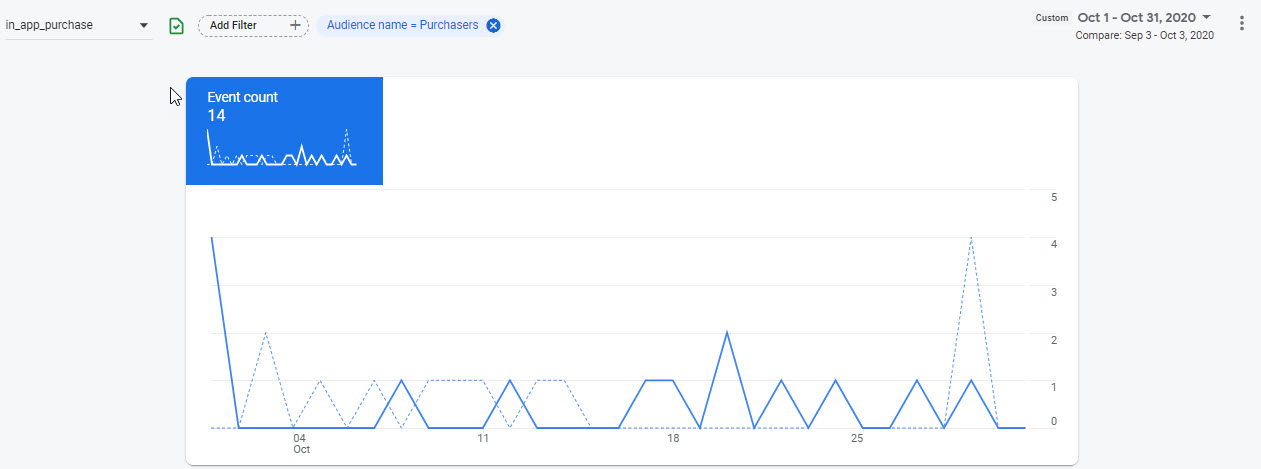 in_app_purchase
Add Filter
Audience name = Purchasers
Custom Oct 1 - Oct 31, 2020
Compare: Sep 3 - Oct 3, 2020
Event count
14
5
4
3
2
1
0
04 11 18 25
Oct